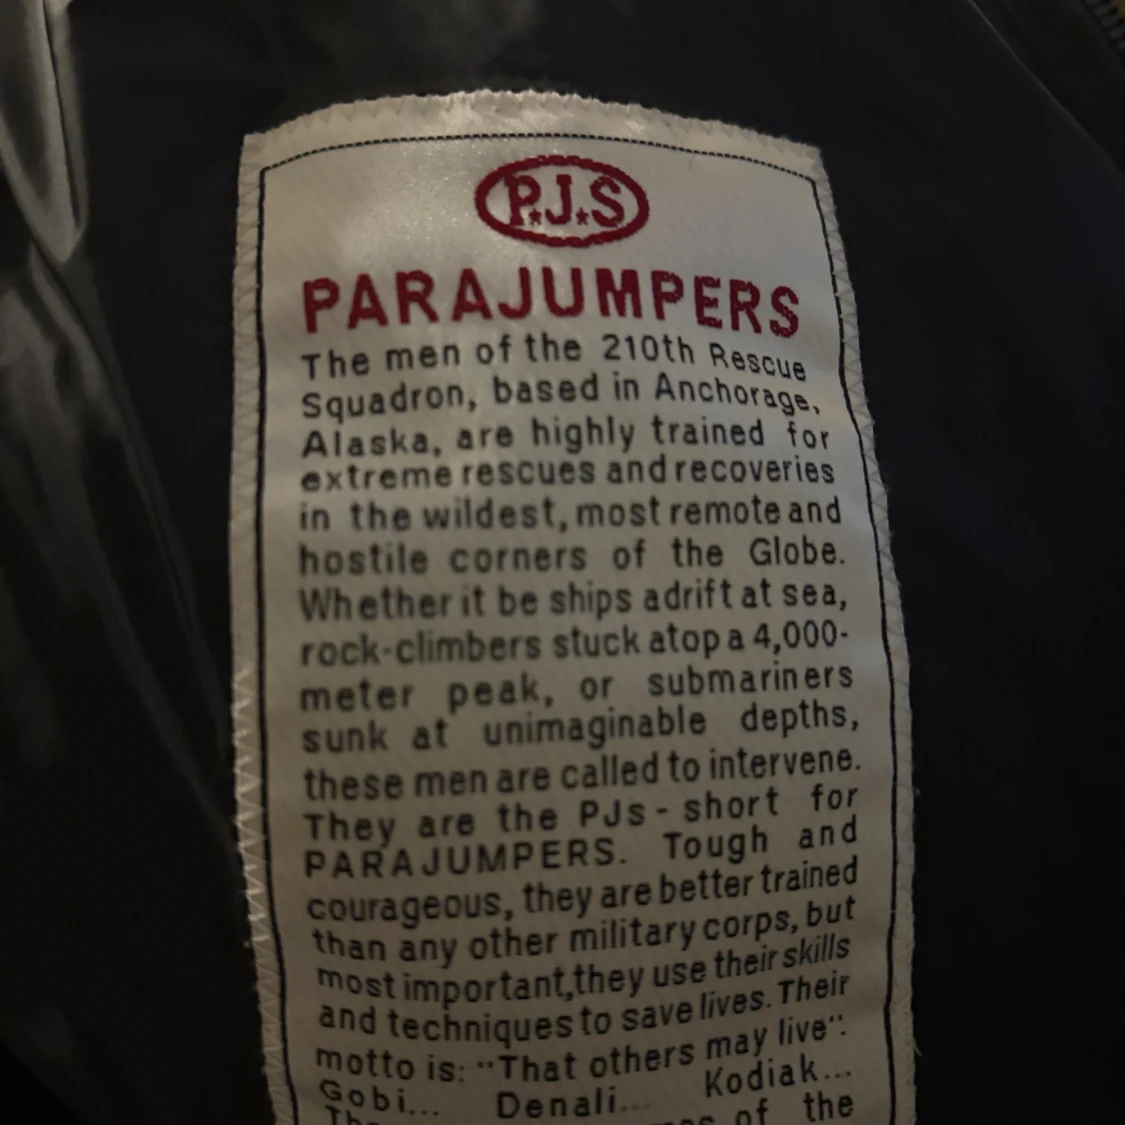 P.J.S
PARAJUMPERS
The men of the 210th Rescue
Squadron, based in Anchorage,
Alaska, are highly trained for
extreme rescues and recoveries
in the wildest, most remote and
hostile corners of the Globe.
Whether it be ships adrift at sea,
rock-climbers stuck atop a 4,000-
meter peak, or submariners
sunk at unimaginable depths,
these men are called to intervene.
They are the PJs - short for
PARAJUMPERS. Tough and
courageous, they are better trained
than any other military corps, but
most important,they use their skills
and techniques to save lives. Their
motto is: "That others may live".
Gobi... Denali... Kodiak...
of the